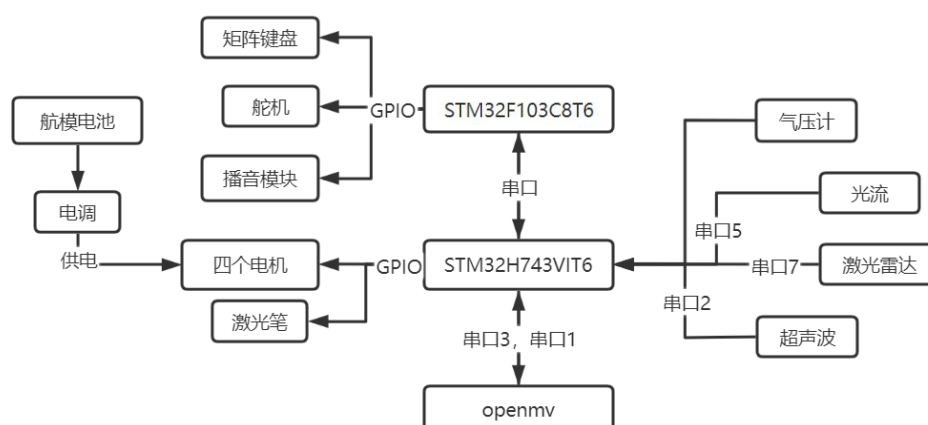 矩阵键盘
航模电池
舵机
GPIO
STM32F103C8T6
气压计
播音模块
串口
光流
电调
串口5
供电
四个电机
GPIO
STM32H743VIT6
串口7
激光雷达
激光笔
串口2
串口3，串口1
超声波
openmv